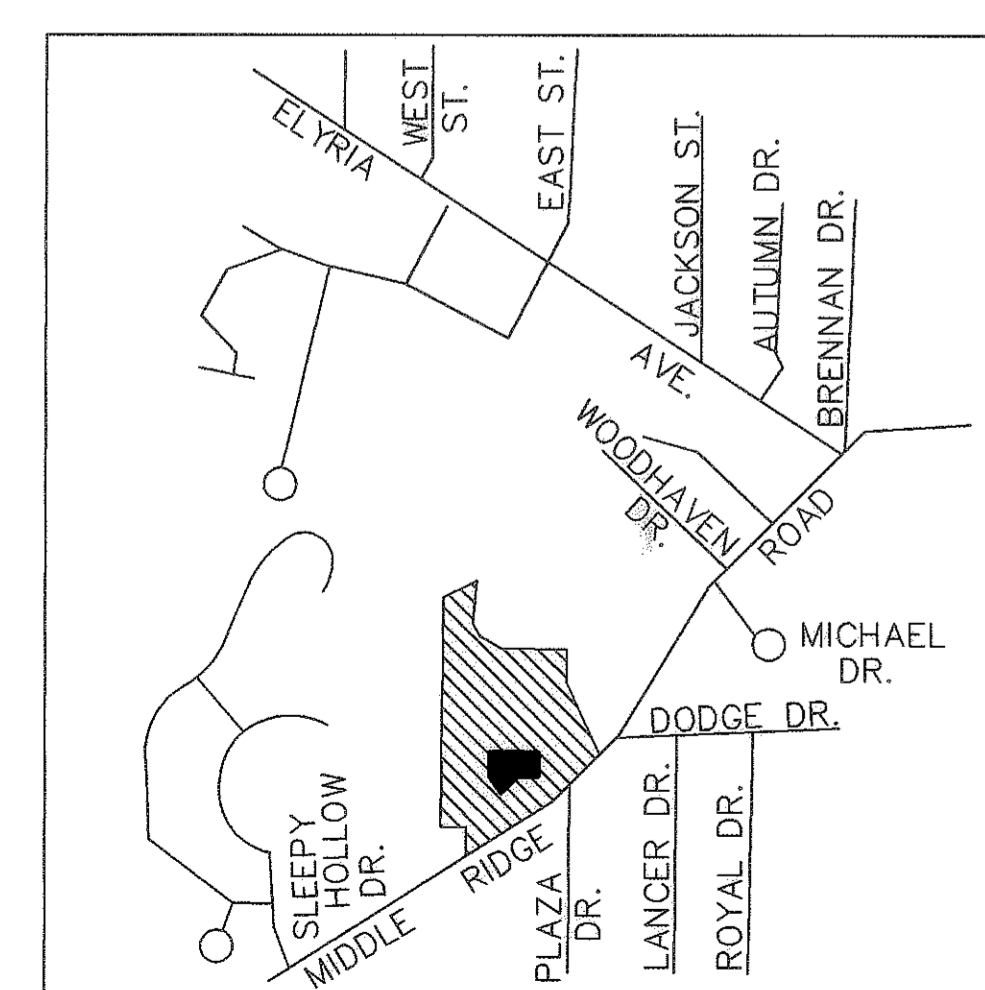 ELYRIA
AVE.
WEST
ST.
EAST ST.
JACKSON ST.
AUTUMN DR.
BRENNAN DR.
WOODHAVEN
DR.
MIDDLE
RIDGE
ROAD
MICHAEL
DR.
DODGE DR.
SLEEPY
HOLLOW
DR.
PLAZA
DR.
LANCER DR.
ROYAL DR.